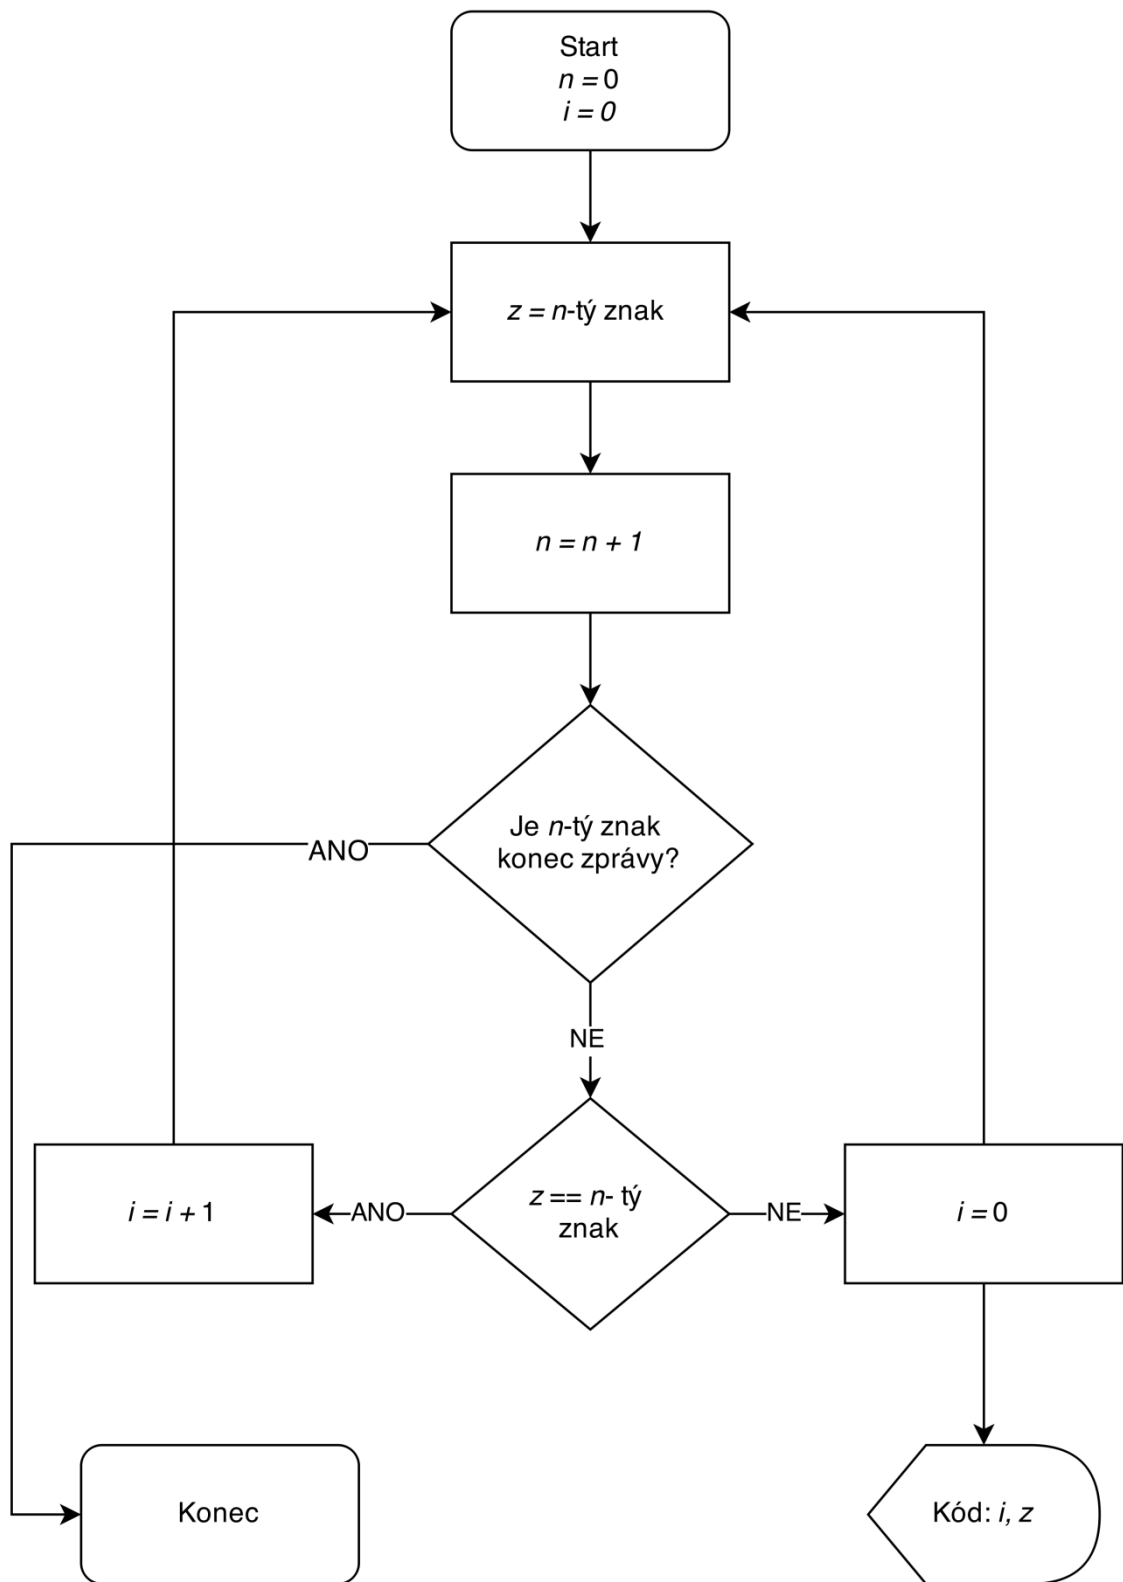 Start
n = 0
i = 0
z = n-tý znak
n = n + 1
Je n-tý znak
konec zprávy?
ANO
NE
z == n- tý
znak
ANO
NE
i = i + 1
i = 0
Konec
Kód: i, z